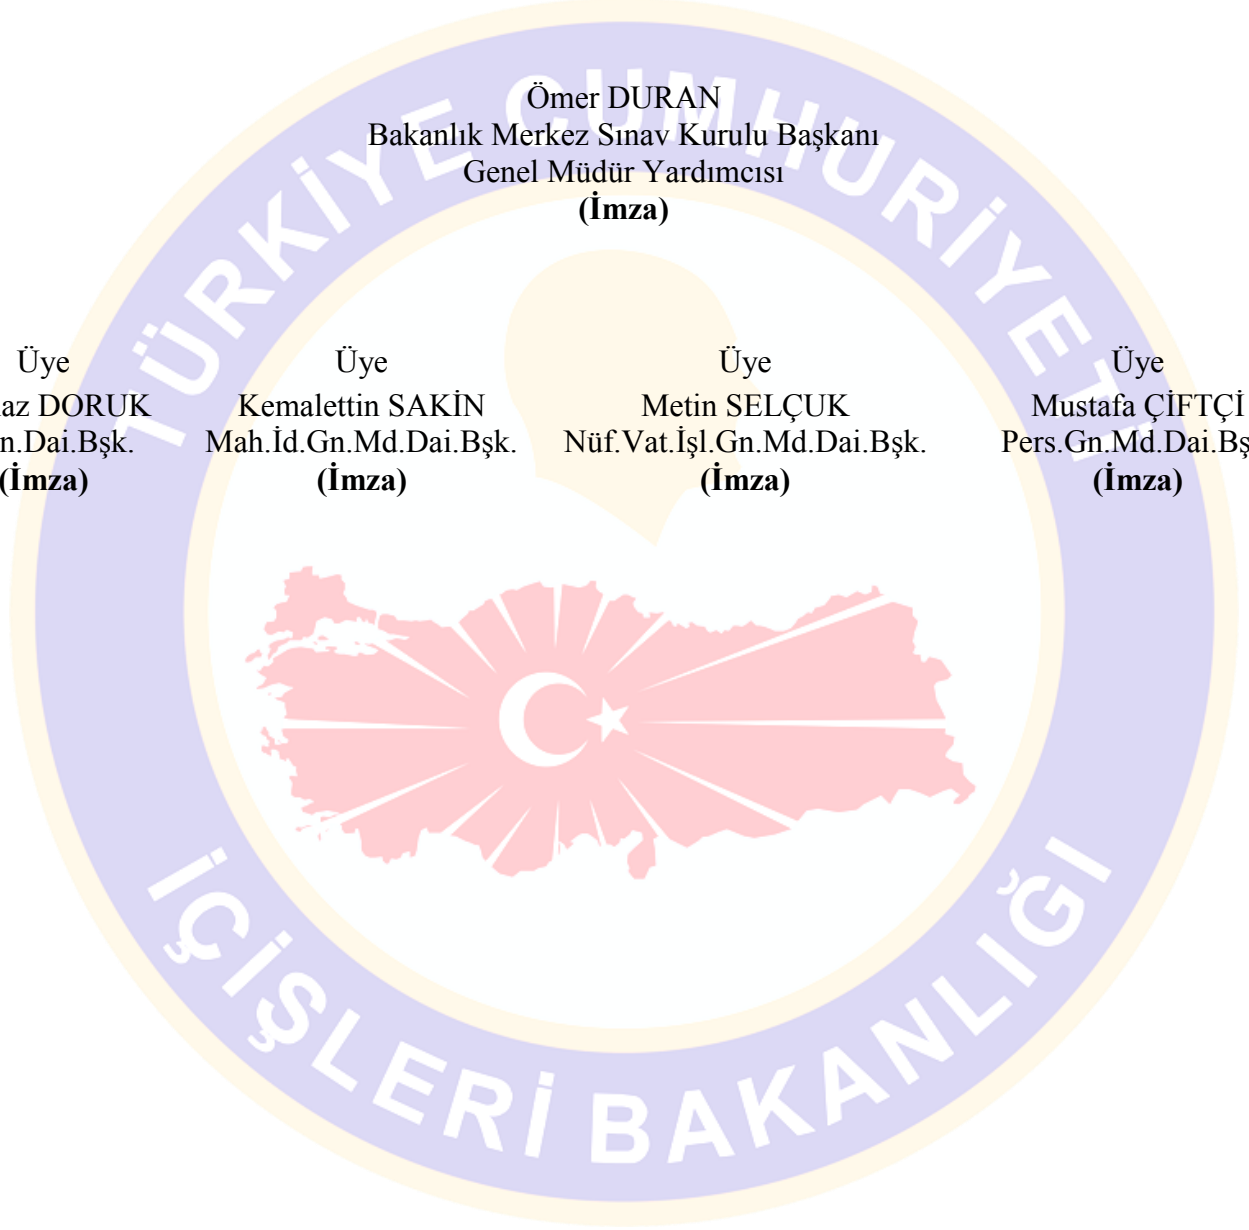 Ömer DURAN
Bakanlık Merkez Sınav Kurulu Başkanı
Genel Müdür Yardımcısı
(İmza)
Üye Üye Üye Üye
DORUK Kemalettin SAKİN Metin SELÇUK Mustafa ÇİFTÇİ
Mah.İd.Gn.Md.Dai.Bşk. Nüf.Vat.İşl.Gn.Md.Dai.Bşk.
(İmza) (İmza) (İmza) (İmza)
TÜRKİYE CUMHURİYETİ
İÇİŞLERİ BAKANLIĞI